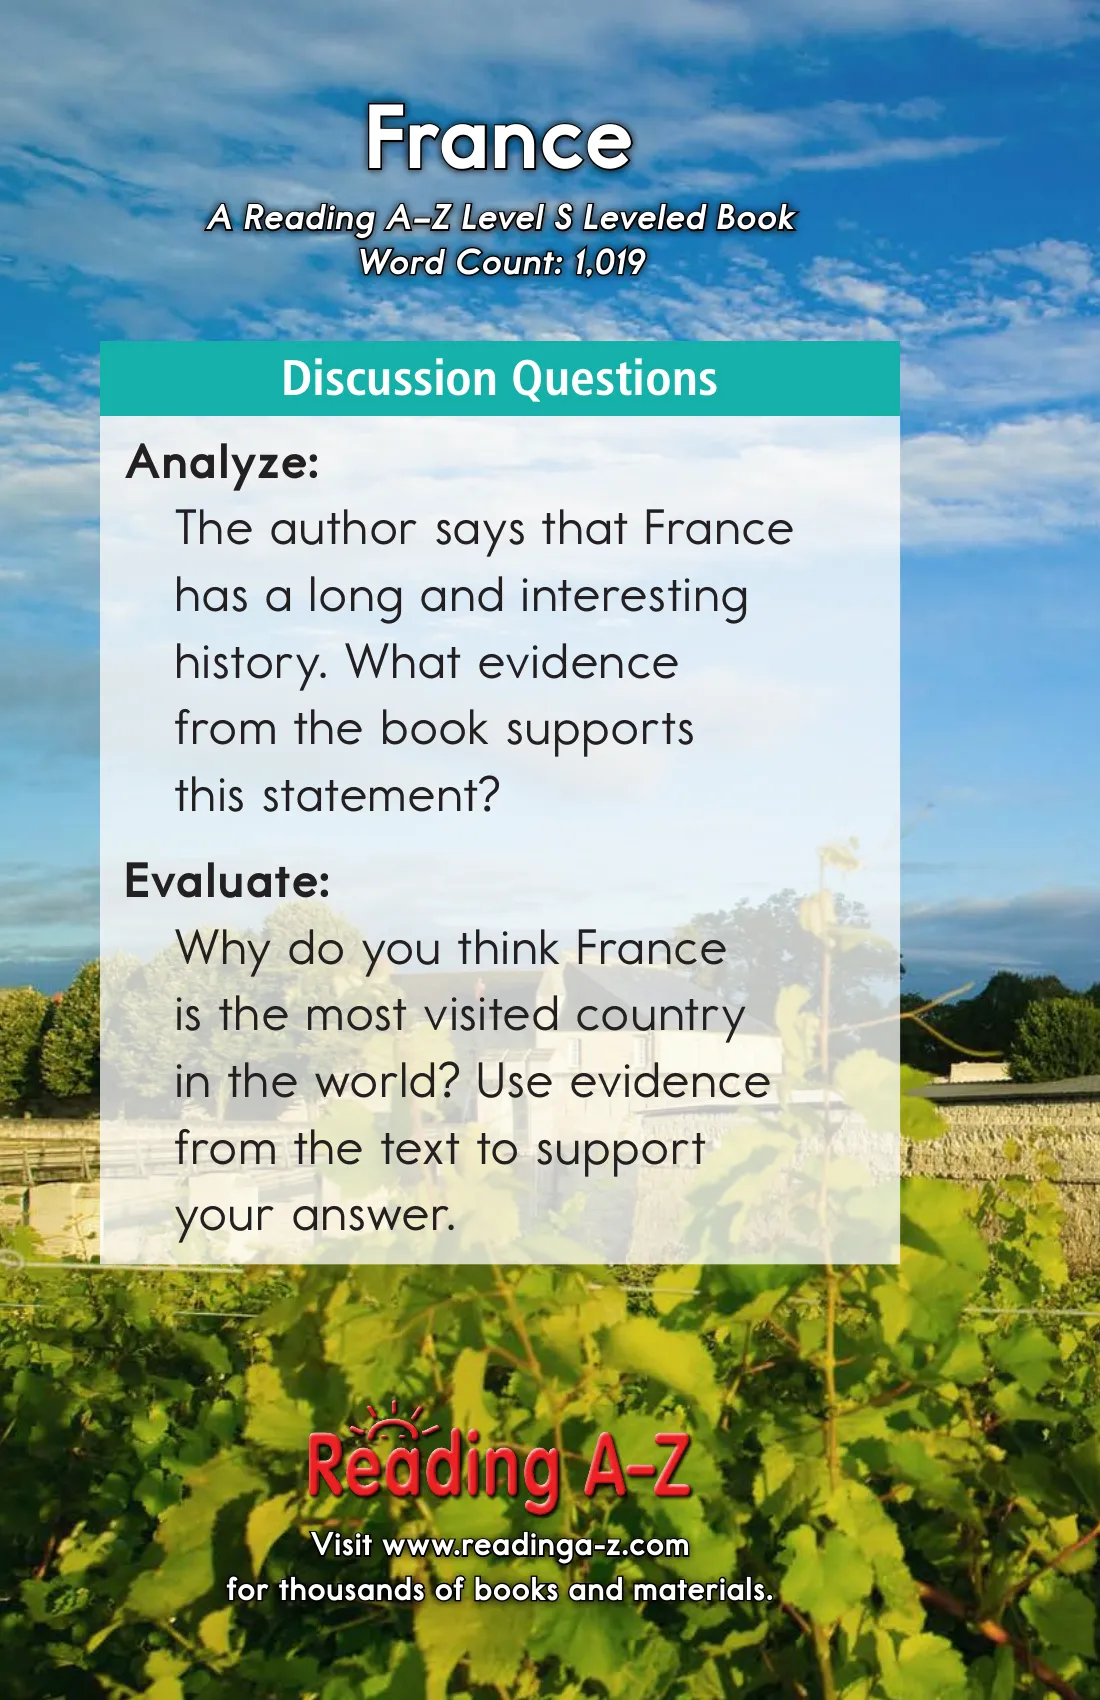 France
A Reading A–Z Level S Leveled Book
Word Count: 1,019
Discussion Questions
Analyze:
The author says that France
has a long and interesting
history. What evidence
from the book supports
this statement?
Evaluate:
Why do you think France
is the most visited country
in the world? Use evidence
from the text to support
your answer.
Reading A–Z
Visit www.readinga-z.com
for thousands of books and materials.